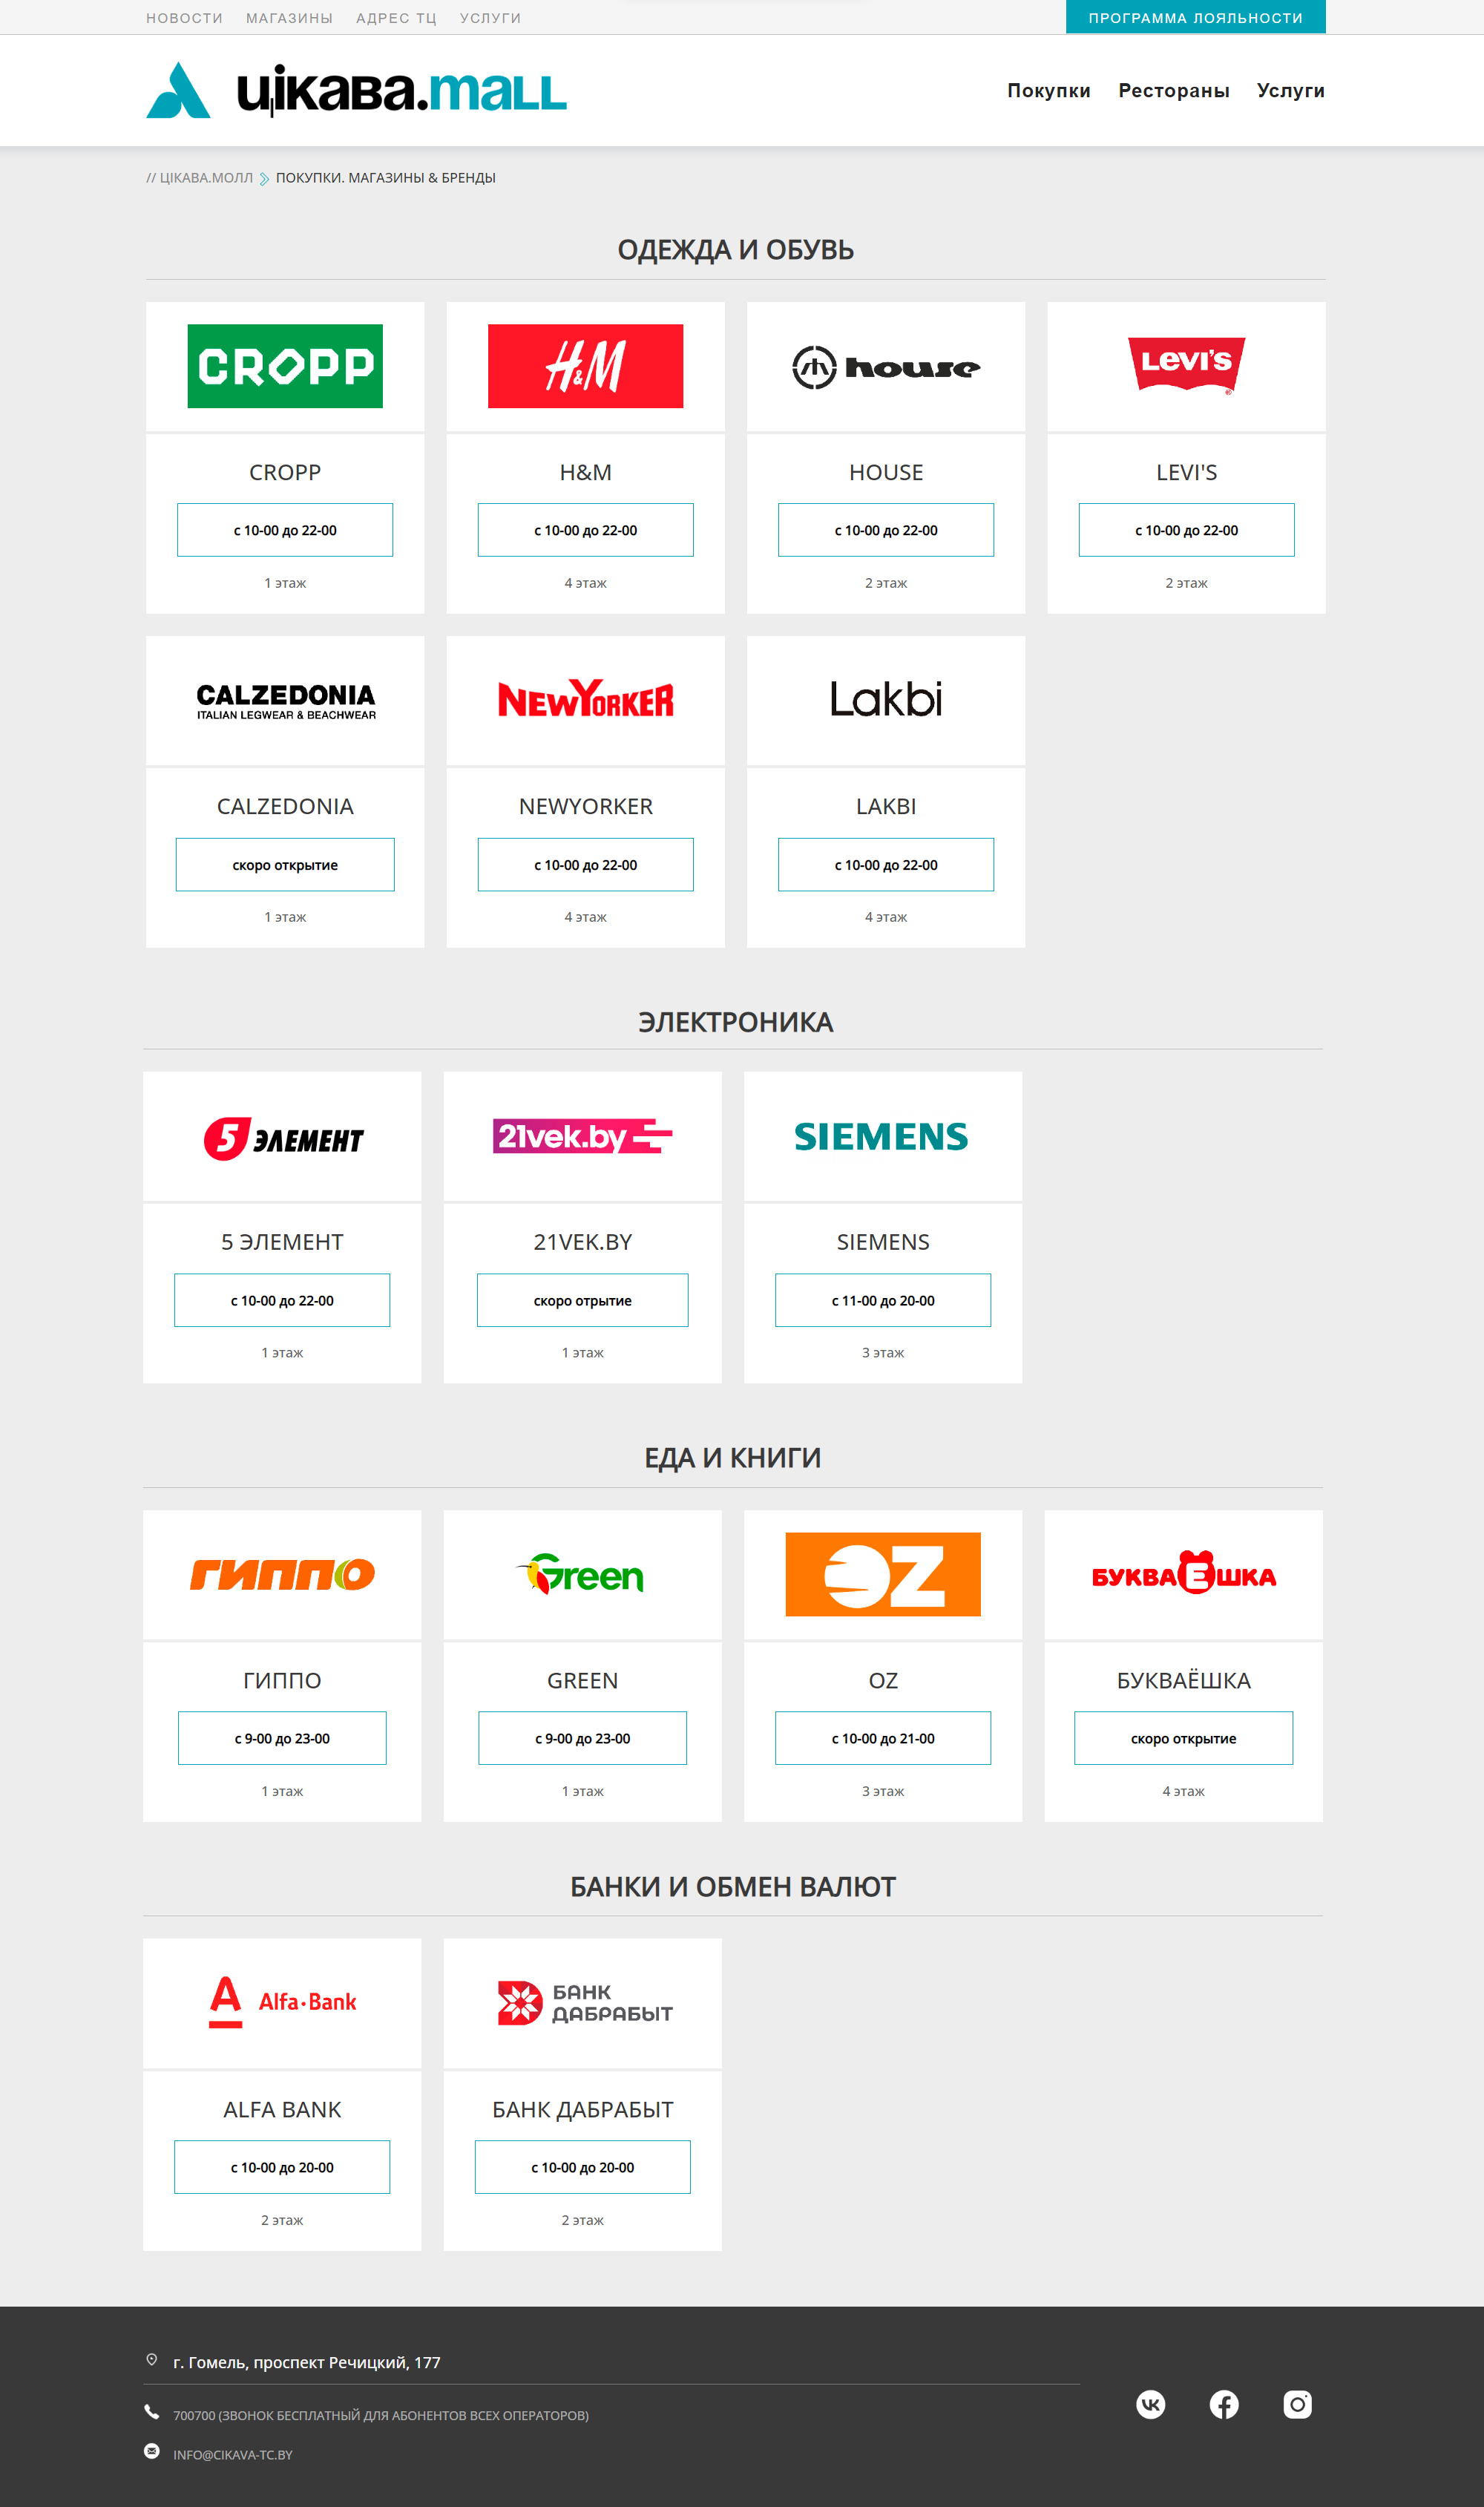 НОВОСТИ МАГАЗИНЫ АДРЕС ТЦ УСЛУГИ ПРОГРАММА ЛОЯЛЬНОСТИ
цікава.mall Покупки Рестораны Услуги
// ЦІКАВА.МОЛЛ ПОКУПКИ. МАГАЗИНЫ & БРЕНДЫ
ОДЕЖДА И ОБУВЬ
CROPP H&M house LEVI'S
CROPP H&M HOUSE LEVI'S
с 10-00 до 22-00 с 10-00 до 22-00 с 10-00 до 22-00 с 10-00 до 22-00
1 этаж 4 этаж 2 этаж 2 этаж
CALZEDONIA NEWYORKER Lakbi
ITALIAN LEGWEAR & BEACHWEAR
CALZEDONIA NEWYORKER LAKBI
скоро открытие с 10-00 до 22-00 с 10-00 до 22-00
1 этаж 4 этаж 4 этаж
ЭЛЕКТРОНИКА
5 ЭЛЕМЕНТ 21vek.by SIEMENS
5 ЭЛЕМЕНТ 21VEK.BY SIEMENS
с 10-00 до 22-00 скоро отрытие с 11-00 до 20-00
1 этаж 1 этаж 3 этаж
ЕДА И КНИГИ
ГИППО Green OZ БУКВАЕШКА
ГИППО GREEN OZ БУКВАЁШКА
с 9-00 до 23-00 с 9-00 до 23-00 с 10-00 до 21-00 скоро открытие
1 этаж 1 этаж 3 этаж 4 этаж
БАНКИ И ОБМЕН ВАЛЮТ
А Alfa·Bank БАНК
ДАБРАБЫТ
ALFA BANK БАНК ДАБРАБЫТ
с 10-00 до 20-00 с 10-00 до 20-00
2 этаж 2 этаж
г. Гомель, проспект Речицкий, 177
700700 (ЗВОНОК БЕСПЛАТНЫЙ ДЛЯ АБОНЕНТОВ ВСЕХ ОПЕРАТОРОВ)
INFO@CIKAVA-TC.BY